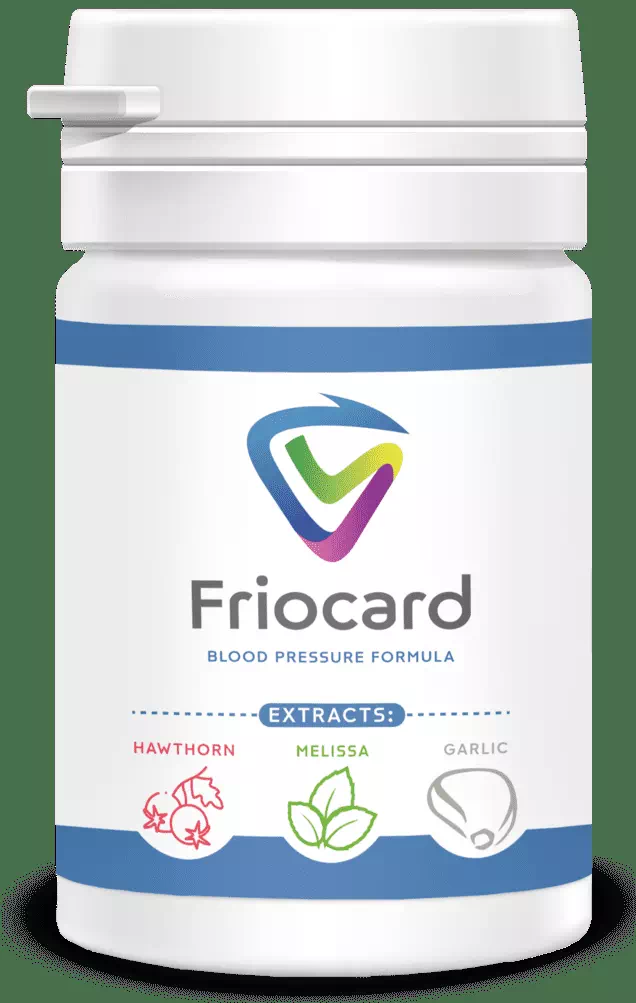 Friocard
BLOOD PRESSURE FORMULA
EXTRACTS:
HAWTHORN
MELISSA
GARLIC